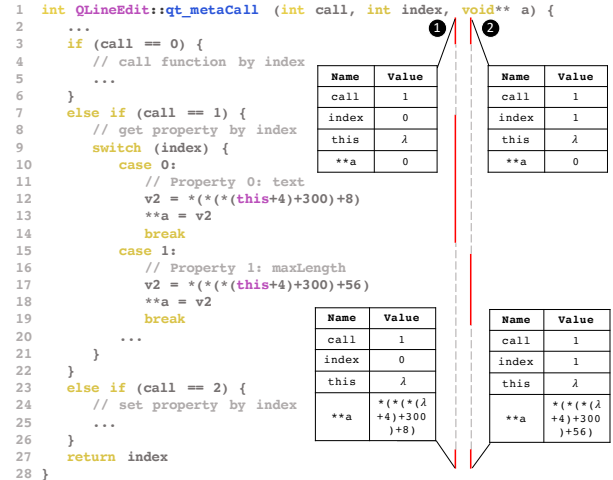 1 int QLineEdit::qt_metaCall (int call, int index, void** a) {
2 ...
3 if (call == 0) {
4 // call function by index
5 ...
6 }
7 else if (call == 1) {
8 // get property by index
9 switch (index) {
10 case 0:
11 // Property 0: text
12 v2 = *(*(*(this+4)+300)+8)
13 **a = v2
14 break
15 case 1:
16 // Property 1: maxLength
17 v2 = *(*(*(this+4)+300)+56)
18 **a = v2
19 break
20 ...
21 }
22 }
23 else if (call == 2) {
24 // set property by index
25 ...
26 }
27 return index
28 }
❶ ❷
Name Value
call 1
index 0
this λ
**a 0
Name Value
call 1
index 1
this λ
**a 0
Name Value
call 1
index 0
this λ
**a *(*(*(λ
+4)+300
)+8)
Name Value
call 1
index 1
this λ
**a *(*(*(λ
+4)+300
)+56)